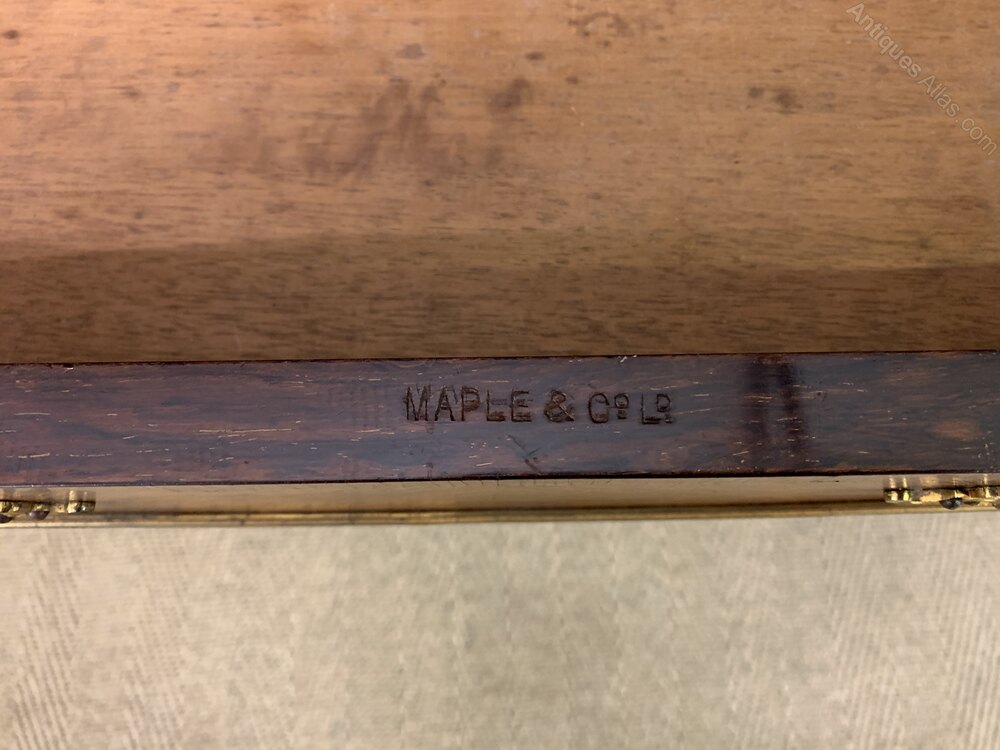 Antiques Atlas.com
MAPLE & Cº Lᴰ